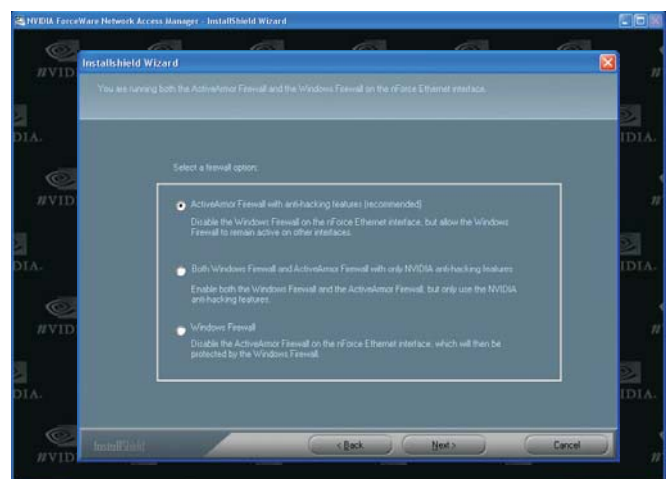 NVIDIA ForceWare Network Access Manager - InstallShield Wizard
Installshield Wizard
You are running both the ActiveArmor Firewall and the Windows Firewall on the nForce Ethernet interface.
Select a firewall option:
ActiveArmor Firewall with anti-hacking features (recommended)
Disable the Windows Firewall on the nForce Ethernet interface, but allow the Windows
Firewall to remain active on other interfaces.
Both Windows Firewall and ActiveArmor Firewall with only NVIDIA anti-hacking features
Enable both the Windows Firewall and the ActiveArmor Firewall, but only use the NVIDIA
anti-hacking features.
Windows Firewall
Disable the ActiveArmor Firewall on the nForce Ethernet interface, which will then be
protected by the Windows Firewall.
InstallShield
< Back
Next >
Cancel